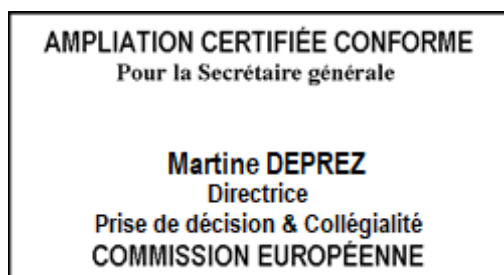 AMPLIATION CERTIFIÉE CONFORME
Pour la Secrétaire générale
Martine DEPREZ
Directrice
Prise de décision & Collégialité
COMMISSION EUROPÉENNE